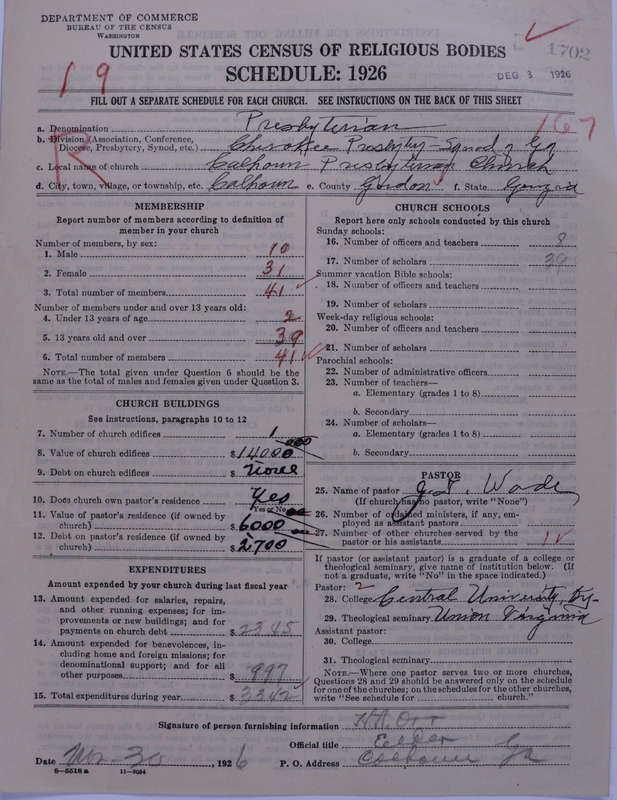 DEPARTMENT OF COMMERCE
BUREAU OF THE CENSUS
WASHINGTON
1702
UNITED STATES CENSUS OF RELIGIOUS BODIES
SCHEDULE: 1926
DEC 3 1926
19
FILL OUT A SEPARATE SCHEDULE FOR EACH CHURCH. SEE INSTRUCTIONS ON THE BACK OF THIS SHEET
R
167
a. Denomination Presbyterian
b. Division (Association, Conference, Diocese, Presbytery, Synod, etc.) Cherokee Presbytery - Synod of Ga
c. Local name of church Calhoun Presbyterian Church
d. City, town, village, or township, etc. Calhoun e. County Gordon f. State Georgia
MEMBERSHIP
Report number of members according to definition of
member in your church
Number of members, by sex:
1. Male 10
2. Female 31
3. Total number of members 41
Number of members under and over 13 years old:
4. Under 13 years of age 2
5. 13 years old and over 39
6. Total number of members 41
NOTE.—The total given under Question 6 should be
same as the total of males and females given under Question 3.
CHURCH BUILDINGS
See instructions, paragraphs 10 to 12
7. Number of church edifices 1
8. Value of church edifices $14000
9. Debt on church edifices $ None
10. Does church own pastor's residence Yes
(Yes or No)
11. Value of pastor's residence (if owned by
church) $6000
12. Debt on pastor's residence (if owned by
church) $2700
EXPENDITURES
Amount expended by your church during last fiscal year
13. Amount expended for salaries, repairs,
and other running expenses; for im-
provements or new buildings; and for
payments on church debt $2345
14. Amount expended for benevolences, in-
cluding home and foreign missions; for
denominational support; and for all
other purposes $997
15. Total expenditures during year $3342
CHURCH SCHOOLS
Report here only schools conducted by this church
Sunday schools:
16. Number of officers and teachers 8
17. Number of scholars 39
Summer vacation Bible schools:
18. Number of officers and teachers
19. Number of scholars
Week-day religious schools:
20. Number of officers and teachers
21. Number of scholars
Parochial schools:
22. Number of administrative officers
23. Number of teachers—
a. Elementary (grades 1 to 8)
b. Secondary
24. Number of scholars—
a. Elementary (grades 1 to 8)
b. Secondary
PASTOR
25. Name of pastor Wade
(If church has no pastor, write "None")
26. Number of ordained ministers, if any, em-
ployed as assistant pastors
27. Number of other churches served by the
pastor or his assistants
If pastor (or assistant pastor) is a graduate of a college or
theological seminary, give name of institution below. (If
not a graduate, write "No" in the space indicated.)
Pastor: 2
28. College Central University, Ky-
29. Theological seminary Union Virginia
Assistant pastor:
30. College
31. Theological seminary
NOTE.—Where one pastor serves two or more churches,
Questions 28 and 29 should be answered only on the schedule
for one of the churches; on the schedules for the other churches,
write "See schedule for church."
Signature of person furnishing information
Official title Elder
Date 30, 1926 P. O. Address Calhoun Ga
8—5518a 11—9054